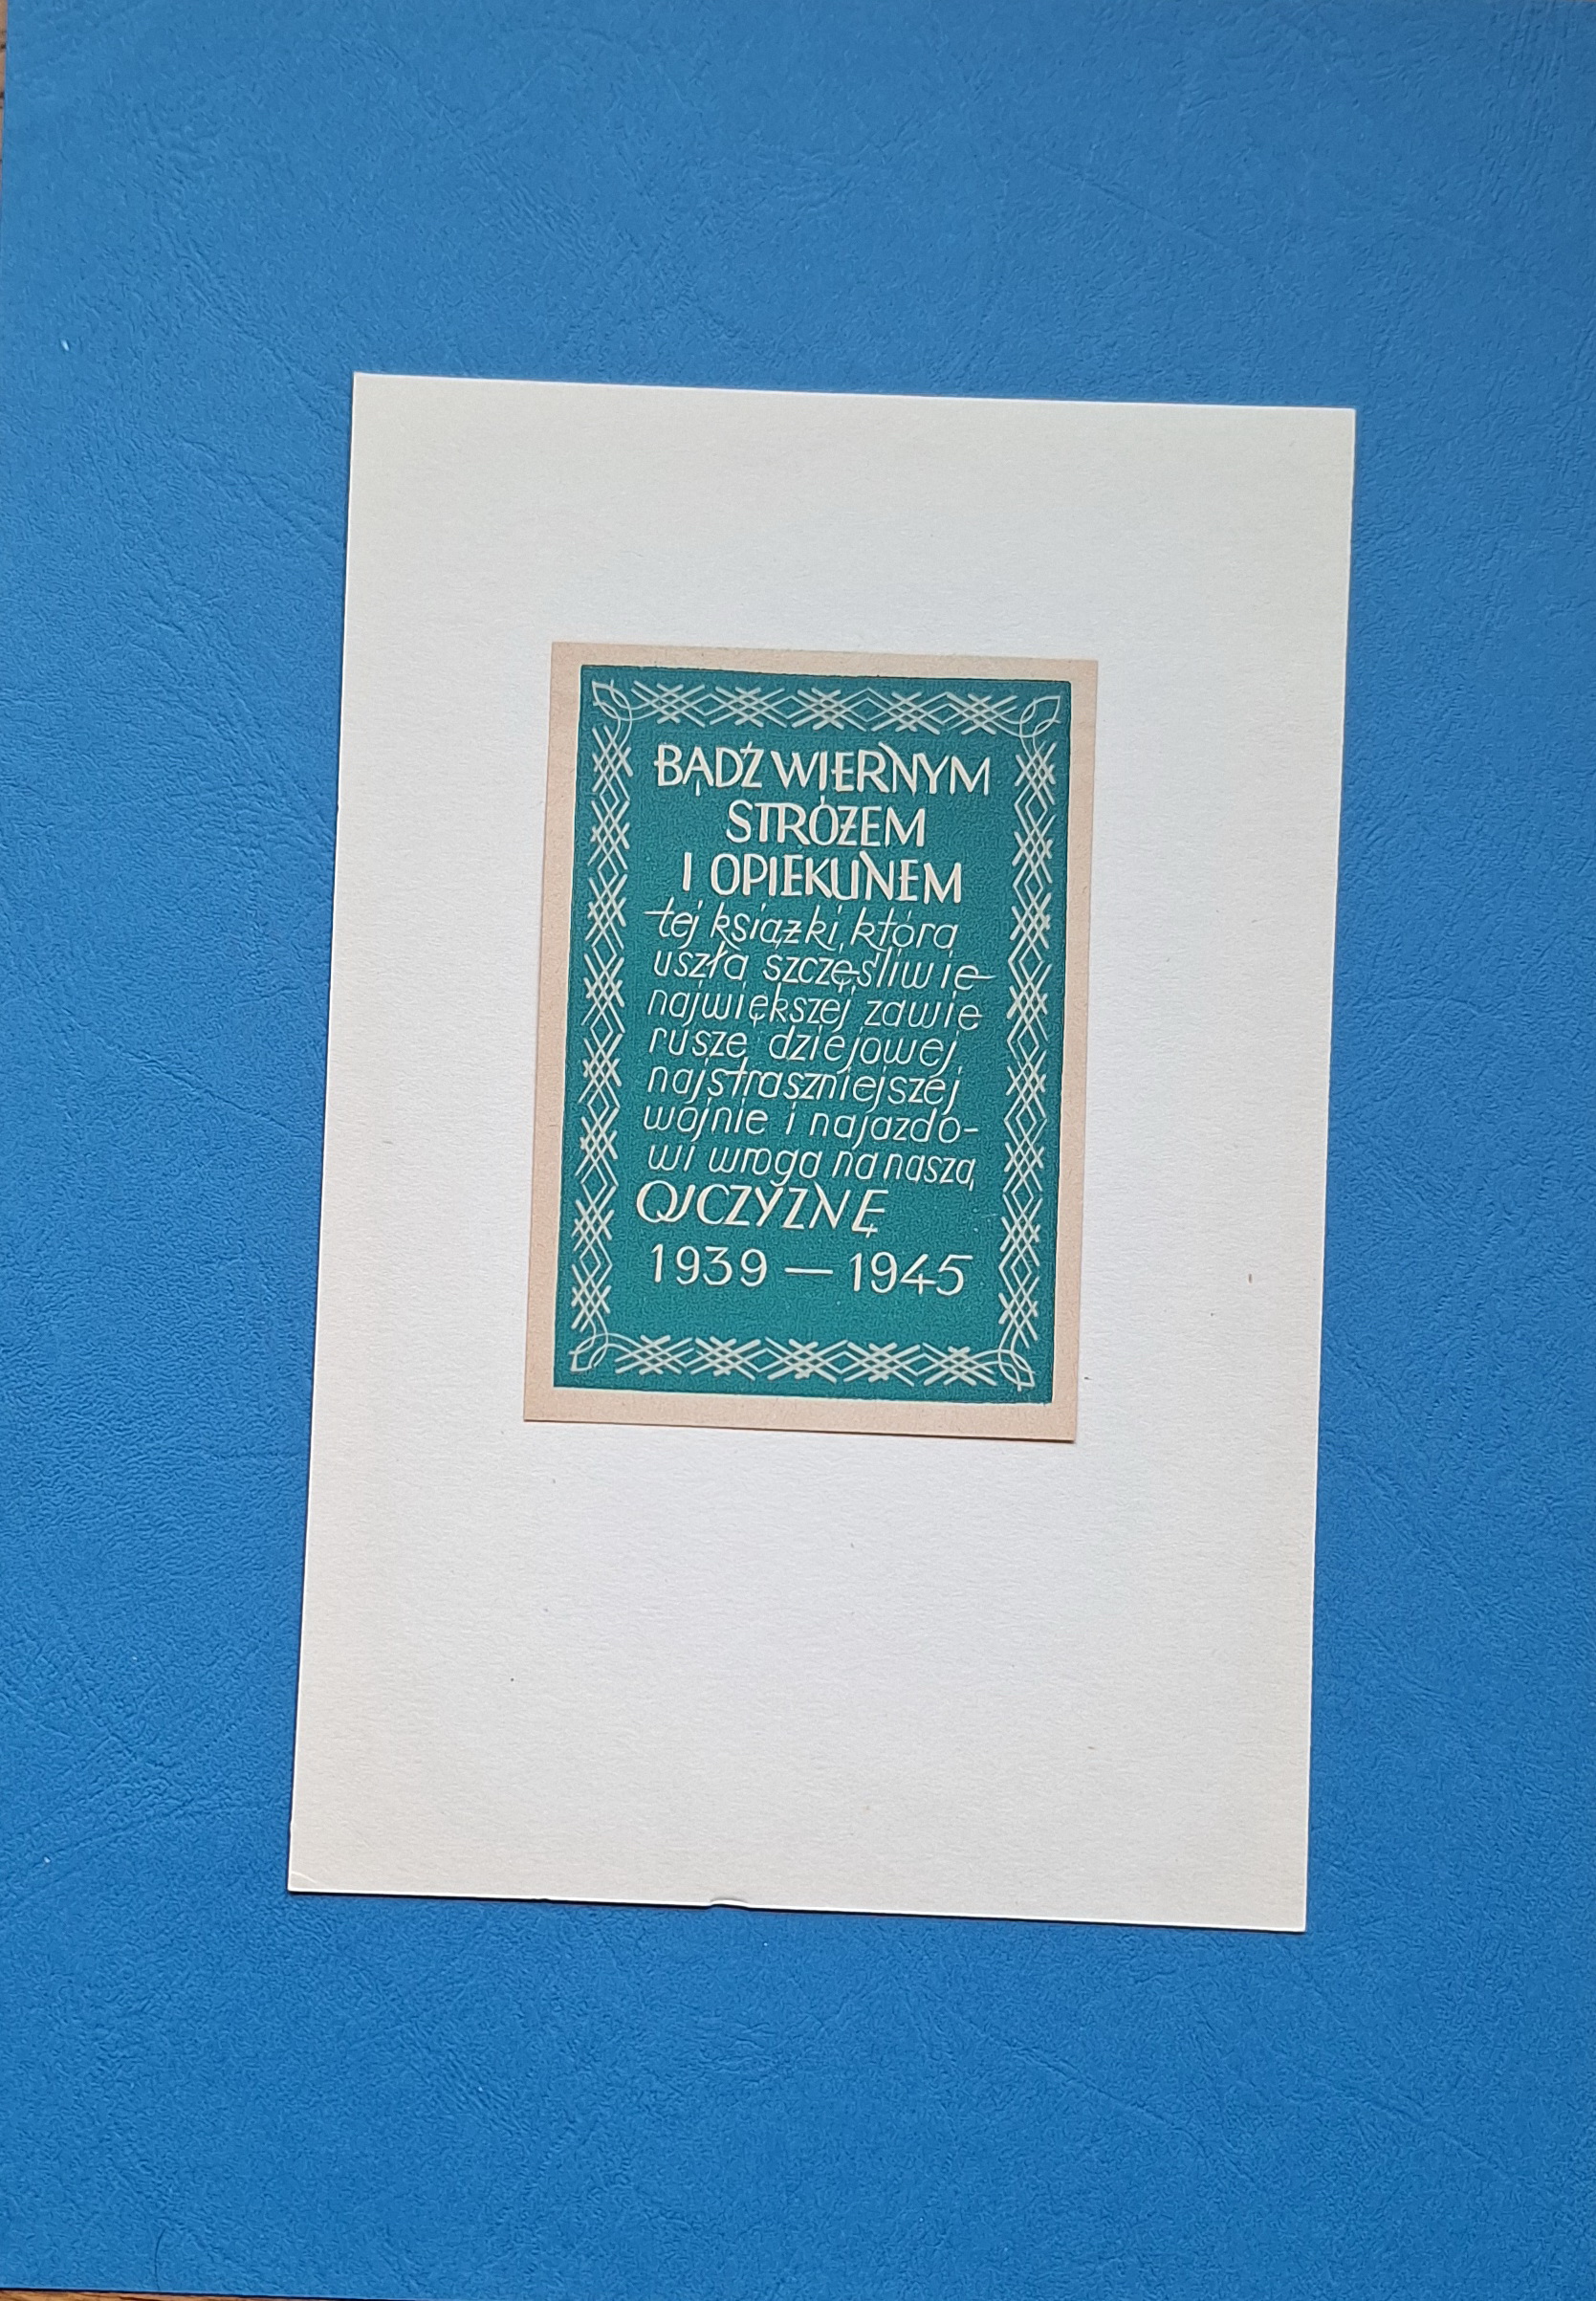 BĄDŹ WIERNYM
STRÓŻEM
I OPIEKUNEM
tej książki, która
uszła szczęśliwie
największej zawie
rusze dziejowej
najstraszniejszej
wojnie i najazdo-
wi wroga na naszą
OJCZYZNĘ
1939 — 1945